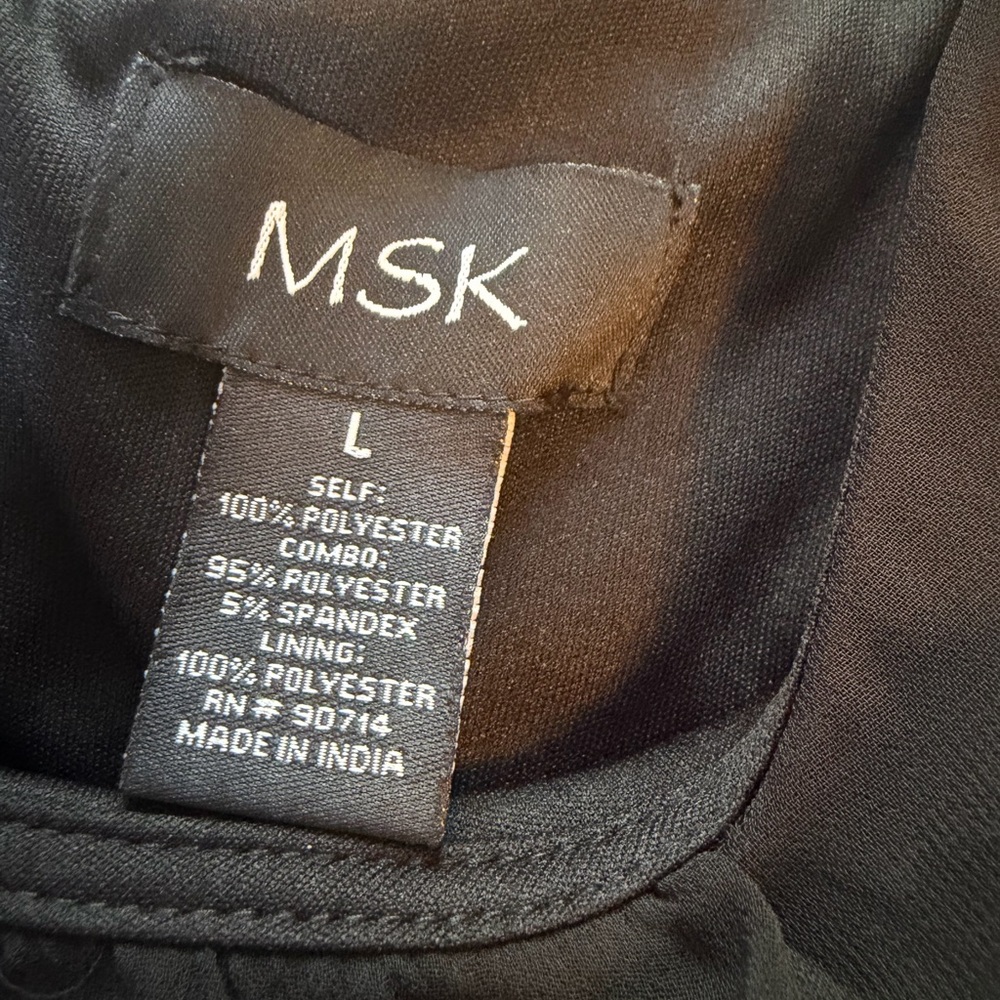 MSK
L
SELF:
100% POLYESTER
COMBO:
95% POLYESTER
5% SPANDEX
LINING:
100% POLYESTER
RN # 90714
MADE IN INDIA